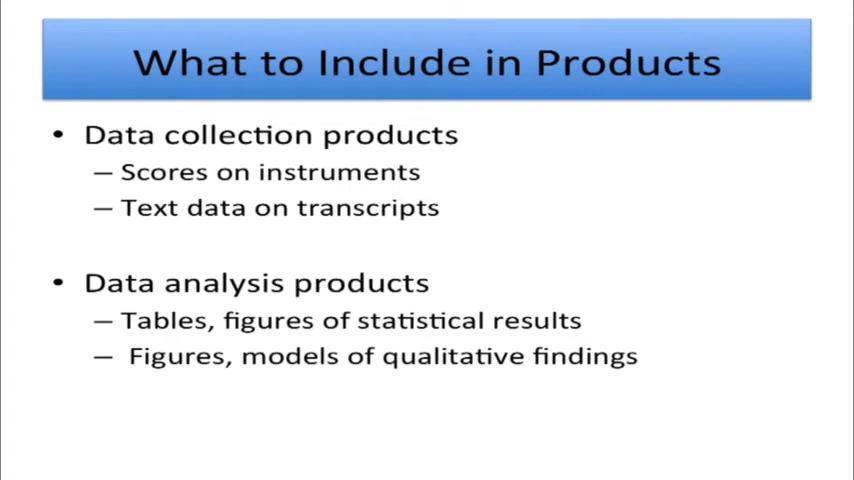 What to Include in Products
• Data collection products
– Scores on instruments
– Text data on transcripts
• Data analysis products
– Tables, figures of statistical results
– Figures, models of qualitative findings